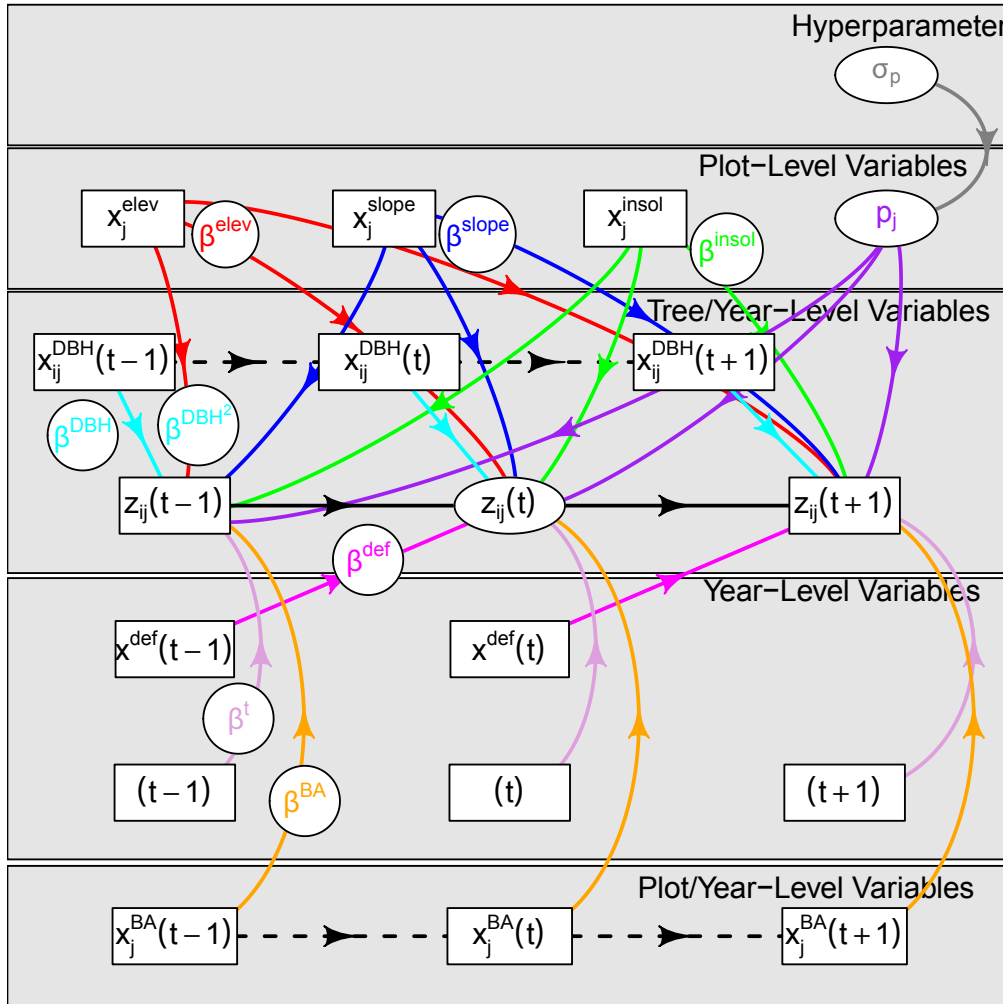 Hyperparameter
σ_p
Plot−Level Variables
x_j^elev
β^elev
x_j^slope
β^slope
x_j^insol
β^insol
p_j
Tree/Year−Level Variables
x_ij^DBH(t−1)
x_ij^DBH(t)
x_ij^DBH(t+1)
β^DBH
β^DBH²
z_ij(t−1)
z_ij(t)
z_ij(t+1)
β^def
Year−Level Variables
x^def(t−1)
x^def(t)
β^t
(t−1)
(t)
(t+1)
β^BA
Plot/Year−Level Variables
x_j^BA(t−1)
x_j^BA(t)
x_j^BA(t+1)